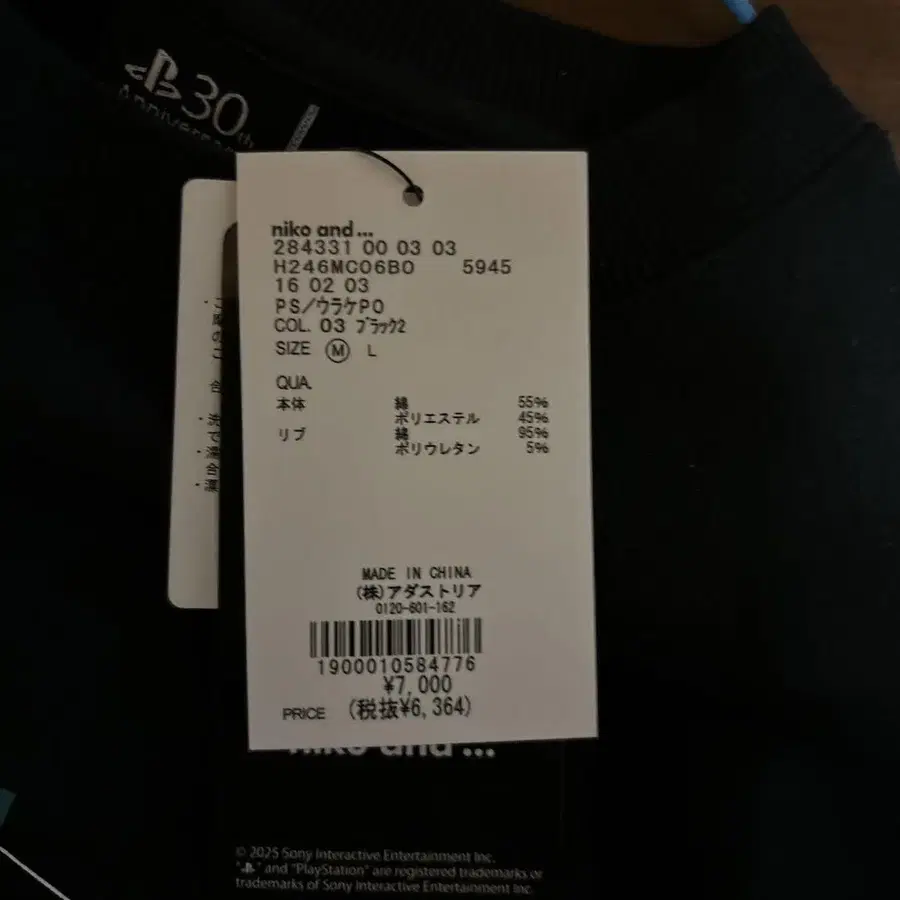 30th
Anniversary
niko and ...
284331 00 03 03
H246MC06B0 5945
16 02 03
PS/ウラケPO
COL. 03 ブラック2
SIZE M L
QUA.
本体 綿 55%
ポリエステル 45%
リブ 綿 95%
ポリウレタン 5%
MADE IN CHINA
(株)アダストリア
0120-601-162
1900010584776
¥7,000
PRICE (税抜¥6,364)
niko and ...
© 2025 Sony Interactive Entertainment Inc.
" " and "PlayStation" are registered trademarks or
trademarks of Sony Interactive Entertainment Inc.